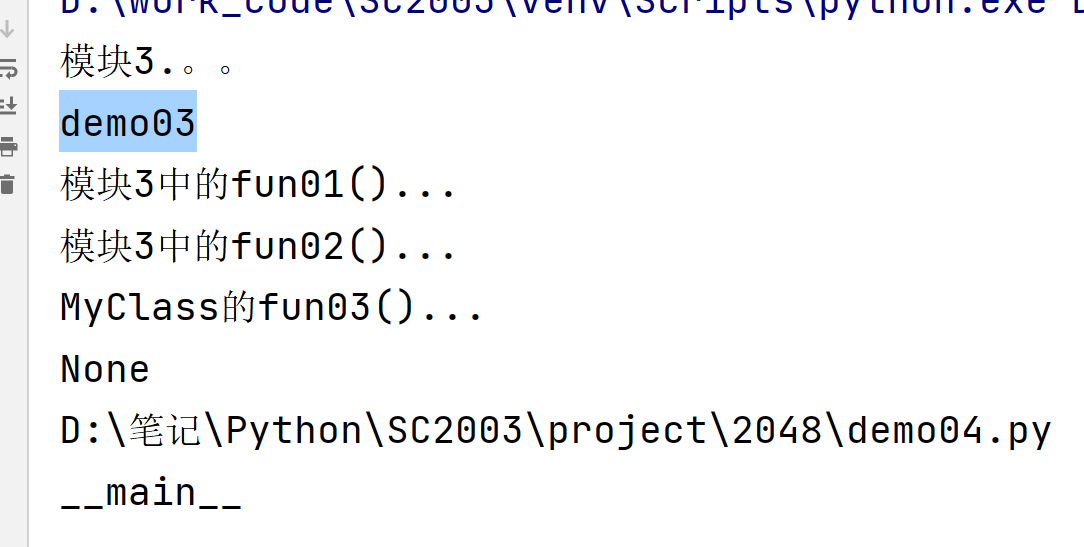 D:\work_code\SC2003\venv\Scripts\python.exe
模块3.。。
demo03
模块3中的fun01()...
模块3中的fun02()...
MyClass的fun03()...
None
D:\笔记\Python\SC2003\project\2048\demo04.py
__main__